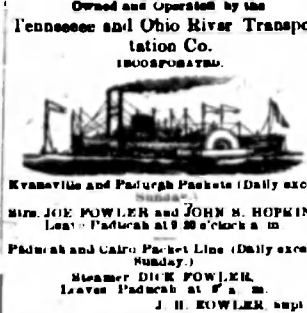 Owned and Operated by the
Tennessee and Ohio River Transpo
tation Co.
INCORPORATED.
Evansville and Paducah Packets (Daily exce
Sunday.)
Strs. JOE FOWLER and JOHN S. HOPKIN
Leave Paducah at 9:30 o'clock a m
Paducah and Cairo Packet Line (Daily exce
Sunday.)
Steamer DICK FOWLER,
Leaves Paducah at a. m.
J. H. FOWLER, supt